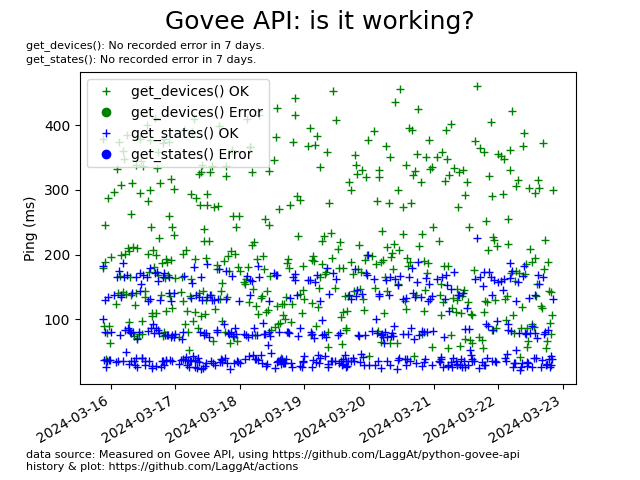 Govee API: is it working?
get_devices(): No recorded error in 7 days.
get_states(): No recorded error in 7 days.
get_devices() OK
get_devices() Error
get_states() OK
get_states() Error
Ping (ms)
400
300
200
100
2024-03-16
2024-03-17
2024-03-18
2024-03-19
2024-03-20
2024-03-21
2024-03-22
2024-03-23
data source: Measured on Govee API, using https://github.com/LaggAt/python-govee-api
history & plot: https://github.com/LaggAt/actions